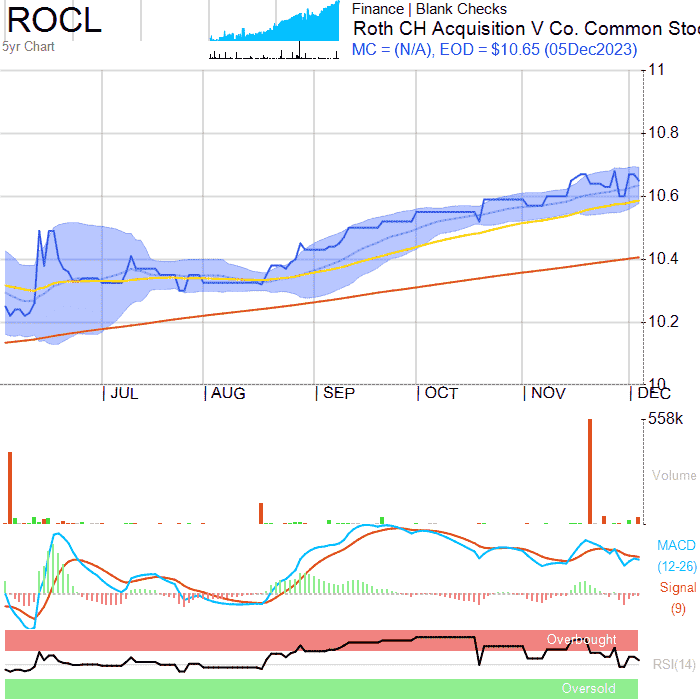 ROCL
5yr Chart
Finance | Blank Checks
Roth CH Acquisition V Co. Common Sto
MC = (N/A), EOD = $10.65 (05Dec2023)
11
10.8
10.6
10.4
10.2
10
| JUL | AUG | SEP | OCT | NOV | DEC
558k
Volume
MACD
(12-26)
Signal
(9)
Overbought
RSI(14)
Oversold